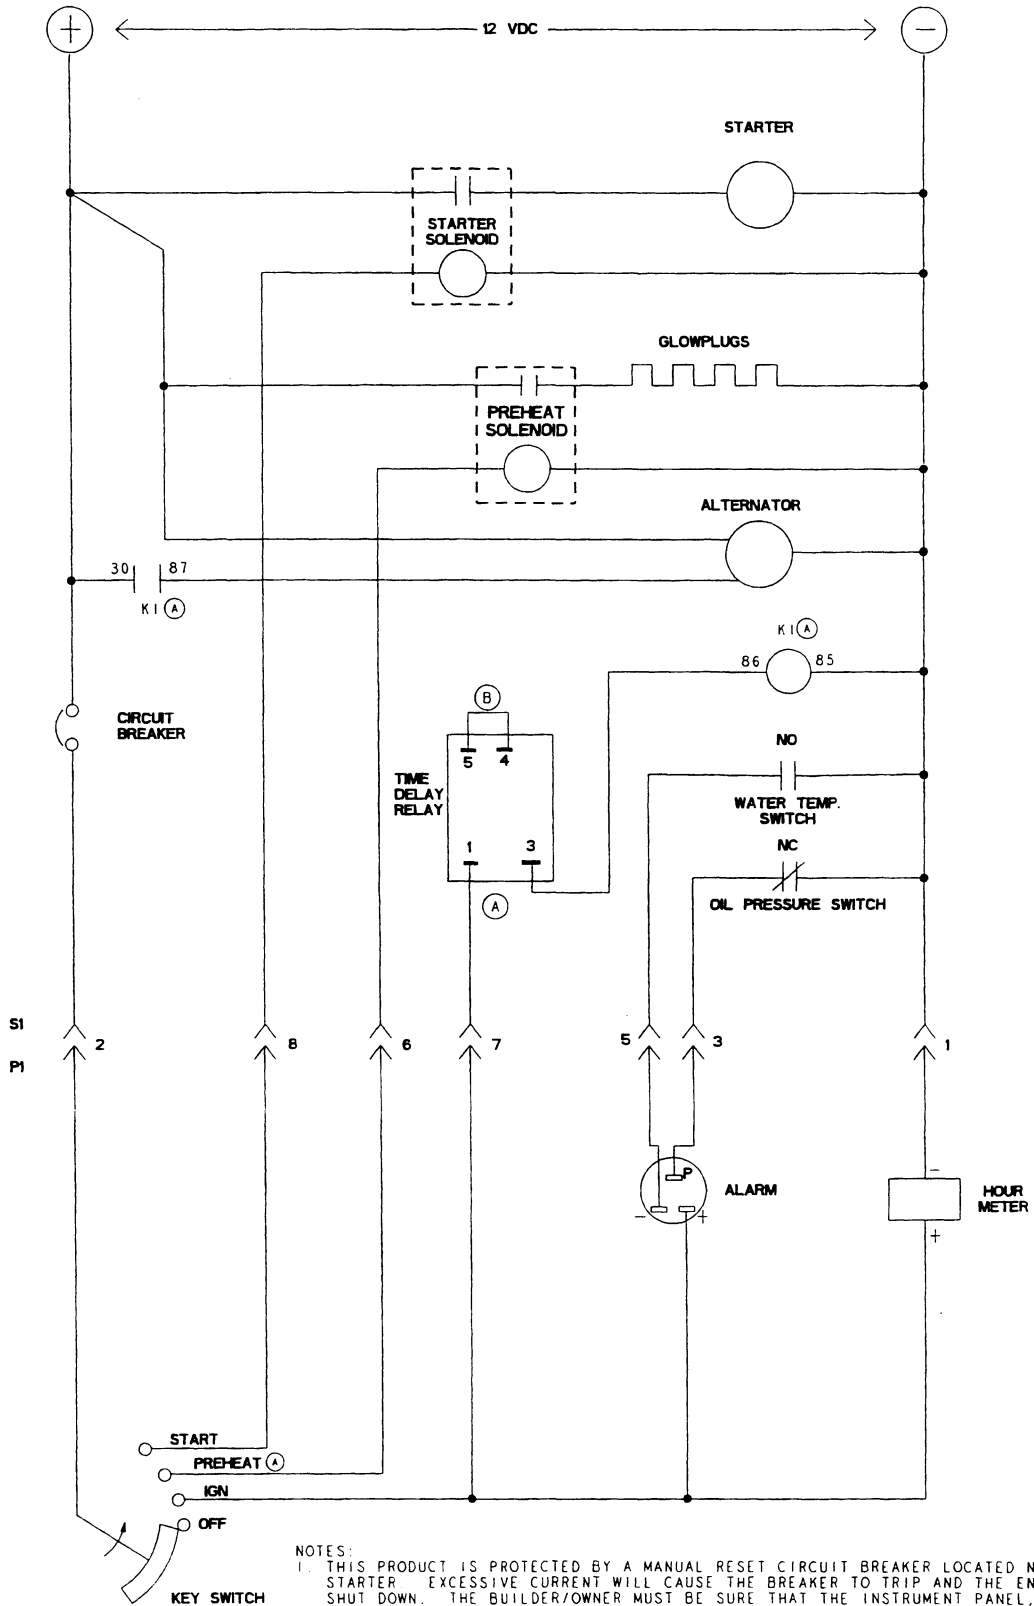 +
12 VDC
−
STARTER
STARTER
SOLENOID
GLOWPLUGS
PREHEAT
SOLENOID
ALTERNATOR
30 87
K1 A
K1 A
86 85
B
CIRCUIT
BREAKER
5 4
TIME
DELAY
RELAY
1 3
A
NO
WATER TEMP.
SWITCH
NC
OIL PRESSURE SWITCH
S1
2 8 6 7 5 3 1
P1
P
ALARM
- +
-
HOUR
METER
+
START
PREHEAT A
IGN
OFF
KEY SWITCH
NOTES:
1. THIS PRODUCT IS PROTECTED BY A MANUAL RESET CIRCUIT BREAKER LOCATED
STARTER. EXCESSIVE CURRENT WILL CAUSE THE BREAKER TO TRIP AND THE
SHUT DOWN. THE BUILDER/OWNER MUST BE SURE THAT THE INSTRUMENT PANEL,